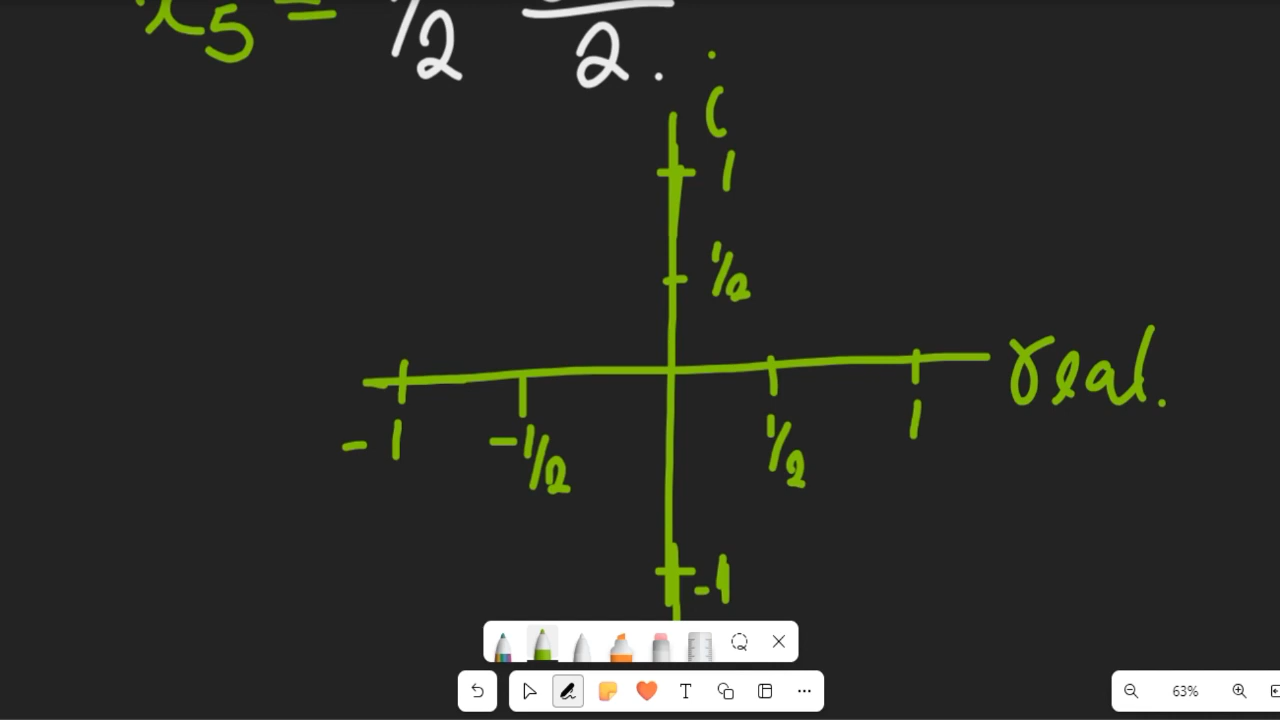 x₅ = 1/2 2.
i
1
1/2
real.
-1 -1/2 1/2 1
-1
T
63%